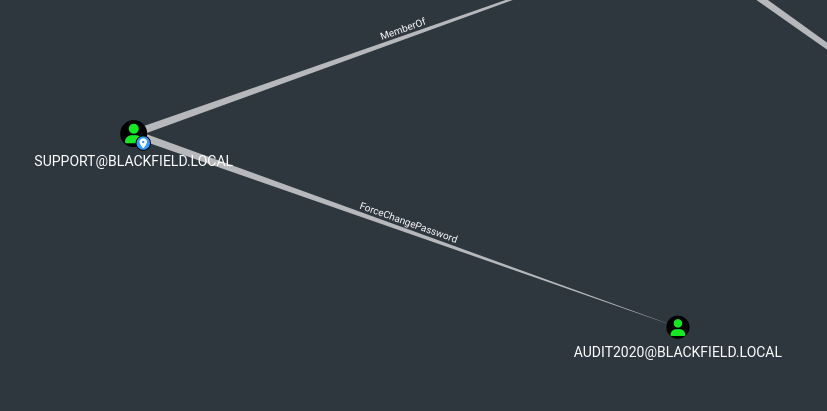 MemberOf
SUPPORT@BLACKFIELD.LOCAL
ForceChangePassword
AUDIT2020@BLACKFIELD.LOCAL